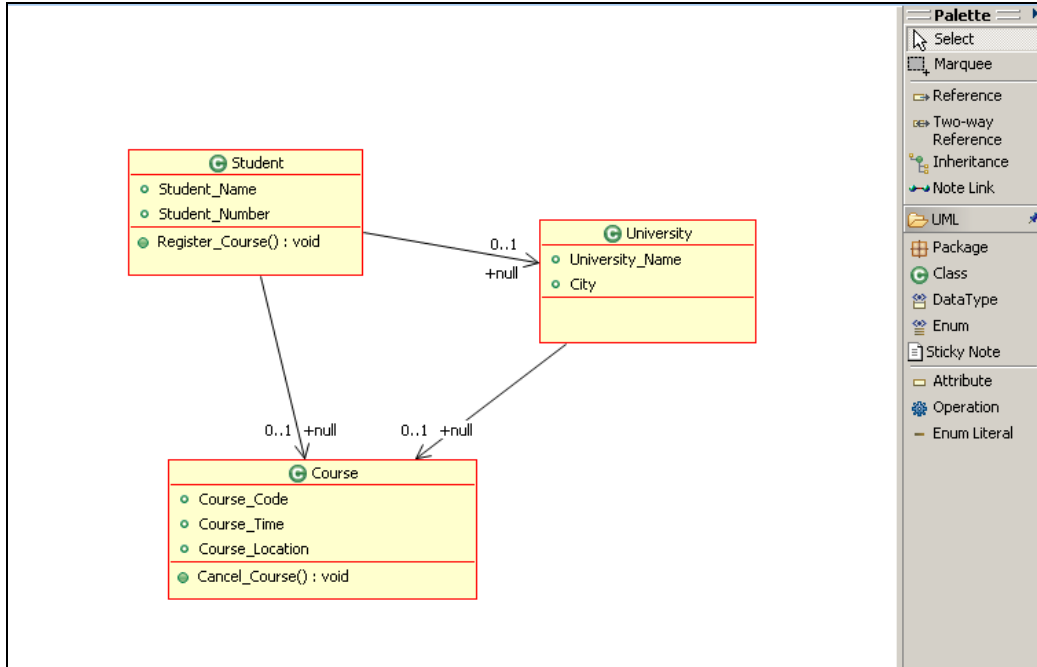 Student
Student_Name
Student_Number
Register_Course() : void
0..1
+null
University
University_Name
City
0..1 +null
0..1 +null
Course
Course_Code
Course_Time
Course_Location
Cancel_Course() : void
Palette
Select
Marquee
Reference
Two-way
Reference
Inheritance
Note Link
UML
Package
Class
DataType
Enum
Sticky Note
Attribute
Operation
Enum Literal